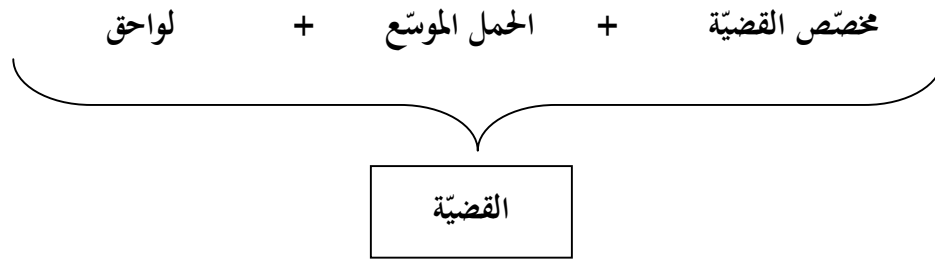 مخصّص القضيّة + الحمل الموسّع + لواحق
القضيّة